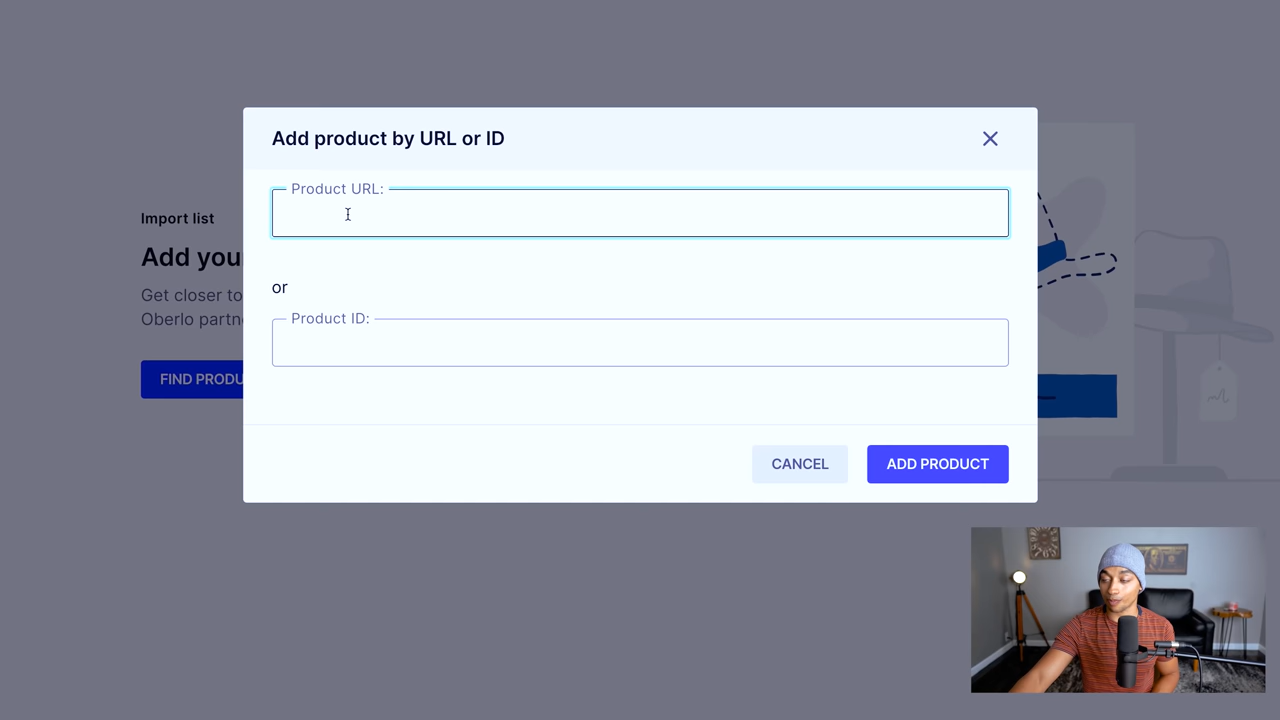 Add product by URL or ID
Product URL:
or
Product ID:
CANCEL
ADD PRODUCT
Import list
Add you
Get closer to
Oberlo partn
FIND PRODU